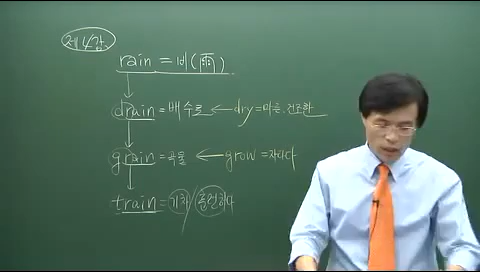 제1강
rain = 비(雨)
drain = 배수로 ← dry = 마른, 건조한
grain = 곡물 ← grow = 자라다
train = 기차/훈련하다